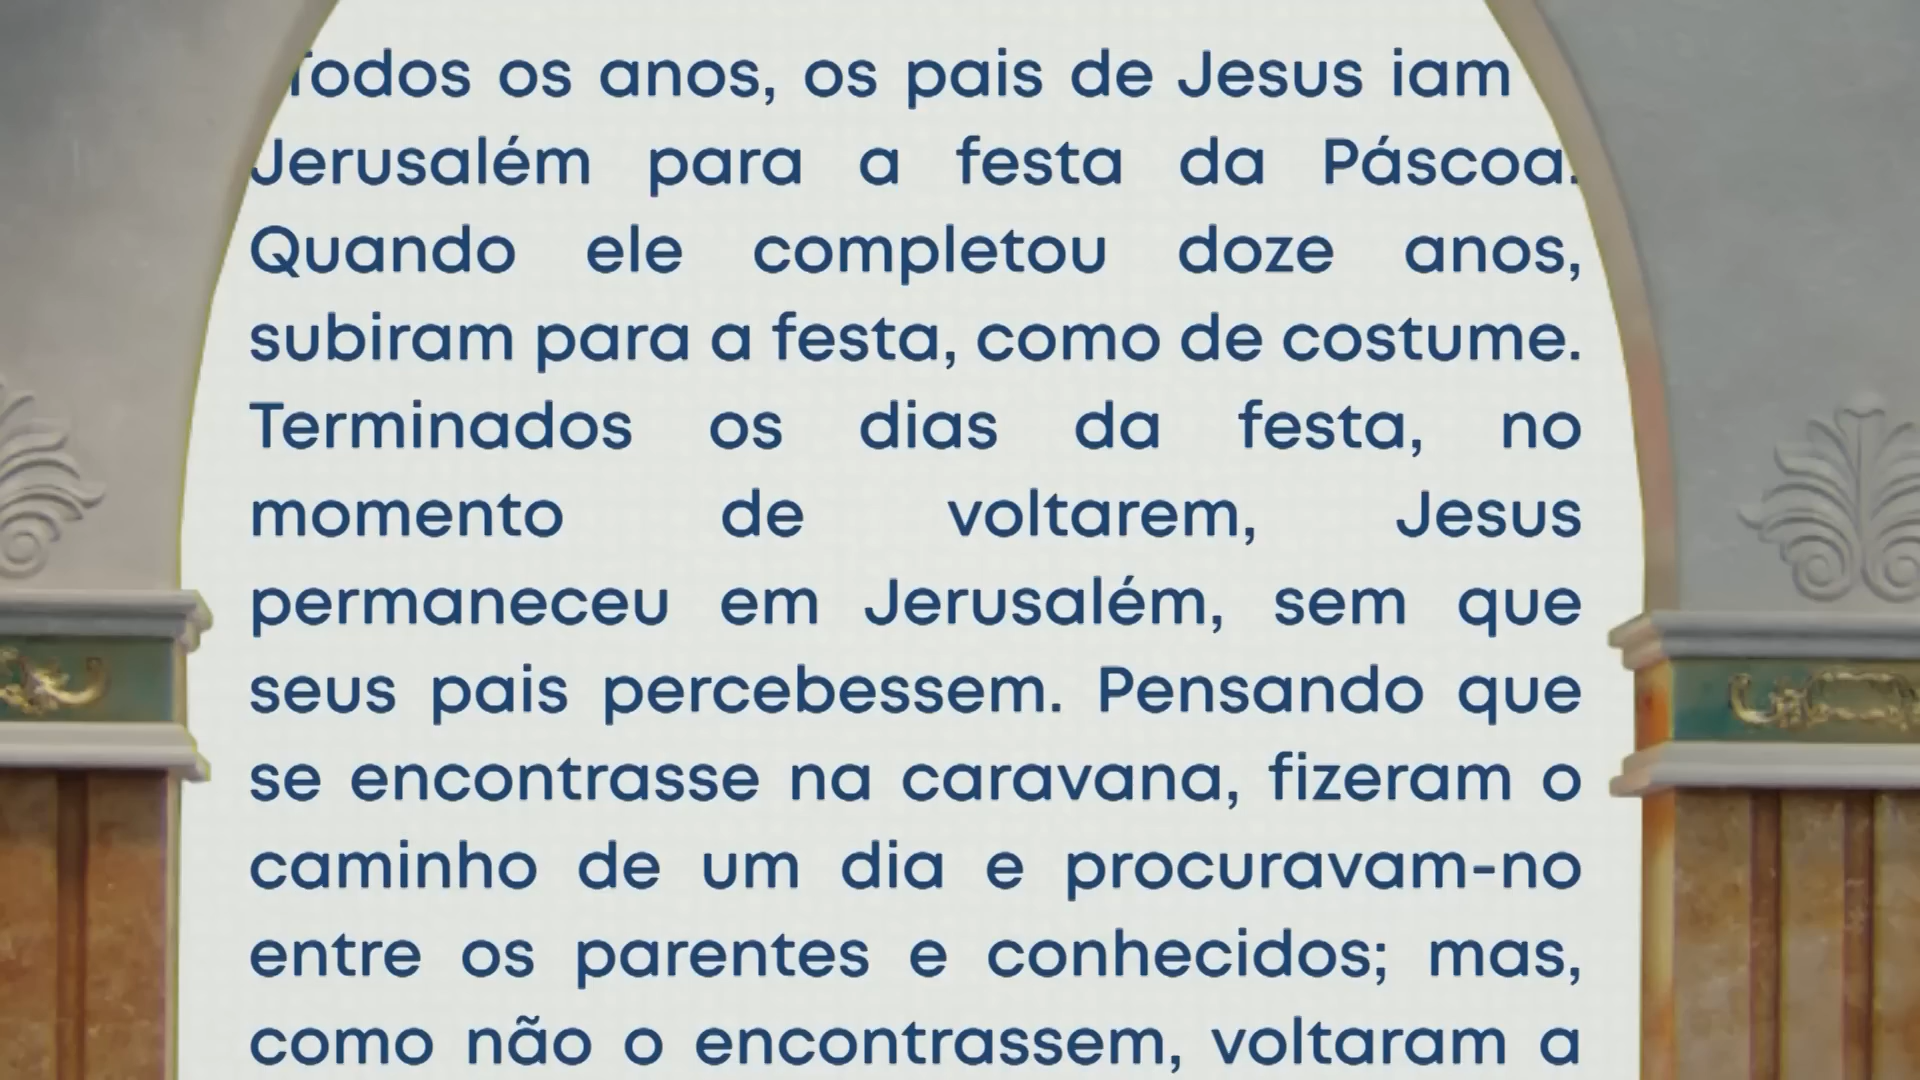 Todos os anos, os pais de Jesus iam
Jerusalém para a festa da Páscoa.
Quando ele completou doze anos,
subiram para a festa, como de costume.
Terminados os dias da festa, no
momento de voltarem, Jesus
permaneceu em Jerusalém, sem que
seus pais percebessem. Pensando que
se encontrasse na caravana, fizeram o
caminho de um dia e procuravam-no
entre os parentes e conhecidos; mas,
como não o encontrassem, voltaram a